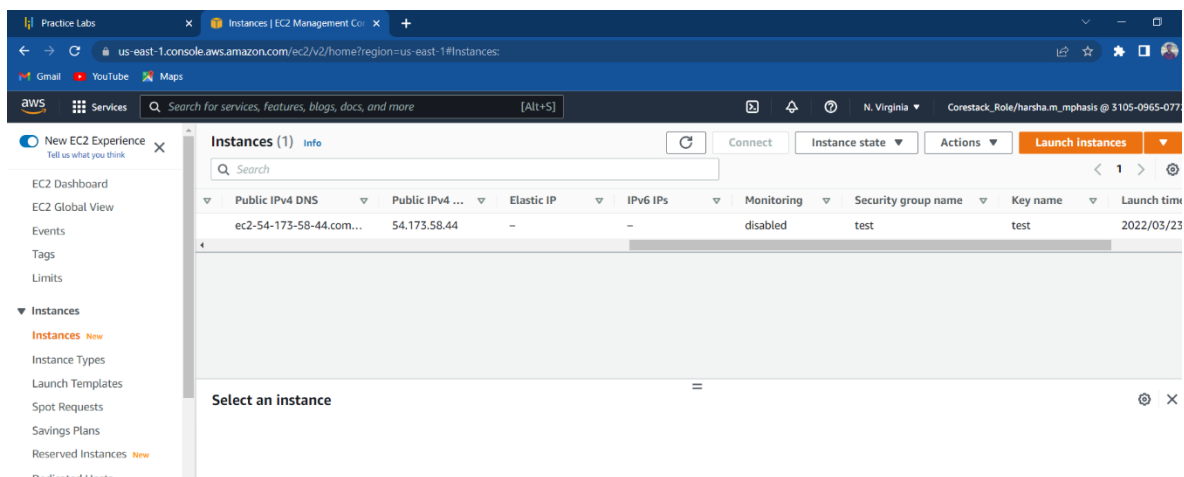 Practice Labs
Instances | EC2 Management Con
us-east-1.console.aws.amazon.com/ec2/v2/home?region=us-east-1#Instances:
Gmail YouTube Maps
aws Services Search for services, features, blogs, docs, and more [Alt+S] N. Virginia Corestack_Role/harsha.m_mphasis @ 3105-0965-077
New EC2 Experience
Tell us what you think
EC2 Dashboard
EC2 Global View
Events
Tags
Limits
Instances
Instances New
Instance Types
Launch Templates
Spot Requests
Savings Plans
Reserved Instances New
Instances (1) Info Connect Instance state Actions Launch instances
Search 1
Public IPv4 DNS Public IPv4 ... Elastic IP IPv6 IPs Monitoring Security group name Key name Launch time
ec2-54-173-58-44.com... 54.173.58.44 – – disabled test test 2022/03/23
Select an instance